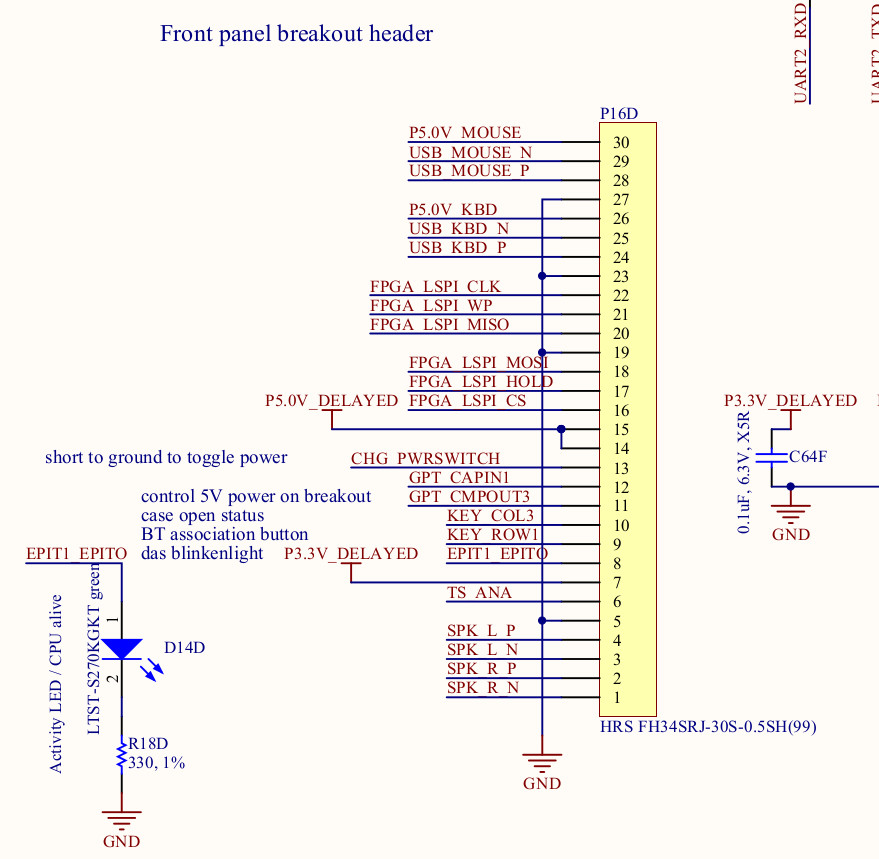 Front panel breakout header
UART2_RXD
UART2_TXD
P16D
P5.0V_MOUSE
30
USB_MOUSE_N
29
USB_MOUSE_P
28
27
P5.0V_KBD
26
USB_KBD_N
25
USB_KBD_P
24
23
FPGA_LSPI_CLK
22
FPGA_LSPI_WP
21
FPGA_LSPI_MISO
20
19
FPGA_LSPI_MOSI
18
FPGA_LSPI_HOLD
17
P5.0V_DELAYED
FPGA_LSPI_CS
16
15
14
short to ground to toggle power
CHG_PWRSWITCH
13
GPT_CAPIN1
12
control 5V power on breakout
GPT_CMPOUT3
11
case open status
KEY_COL3
10
BT association button
KEY_ROW1
9
das blinkenlight
EPIT1_EPITO
8
P3.3V_DELAYED
7
TS_ANA
6
5
SPK_L_P
4
SPK_L_N
3
SPK_R_P
2
SPK_R_N
1
HRS FH34SRJ-30S-0.5SH(99)
GND
P3.3V_DELAYED
0.1uF, 6.3V, X5R
C64F
GND
EPIT1_EPITO
Activity LED / CPU alive
LTST-S270KGKT green
1
2
D14D
R18D
330, 1%
GND